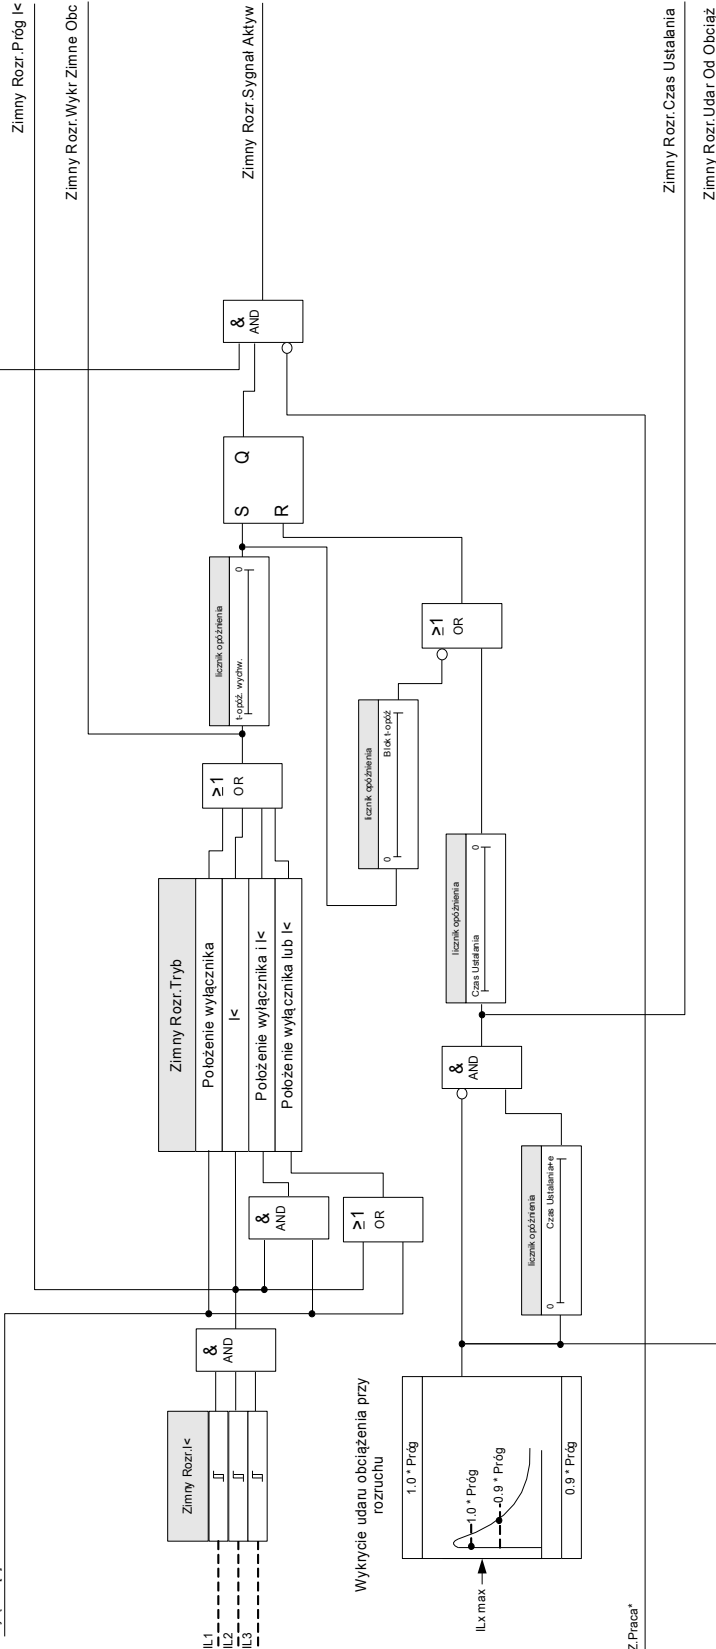 Zimny Rozr.Próg I<
Zimny Rozr.Wykr Zimne Obc
Zimny Rozr.Sygnał Aktyw
Zimny Rozr.Czas Ustalania
Zimny Rozr.Udar Od Obciąż
&
AND
S
Q
R
licznik opóźnienia
t-opóź. wychw.
0
≥1
OR
licznik opóźnienia
0
Blok t-opóź
≥1
OR
Zimny Rozr.Tryb
Położenie wyłącznika
I<
Położenie wyłącznika i I<
Położenie wyłącznika lub I<
licznik opóźnienia
Czas Ustalania
0
&
AND
&
AND
≥1
OR
licznik opóźnienia
0
Czas Ustalania+e
&
AND
Zimny Rozr.I<
IL1
IL2
IL3
Wykrycie udaru obciążenia przy
rozruchu
1.0 * Próg
1.0 * Próg
0.9 * Próg
0.9 * Próg
ILx max
Z.Praca*